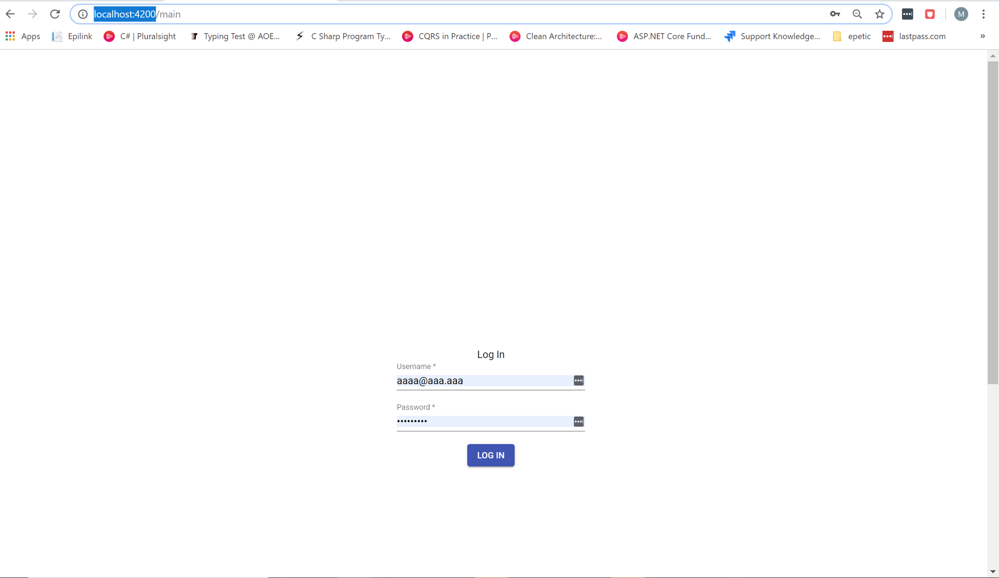 localhost:4200/main
M
Apps Epilink C# | Pluralsight Typing Test @ AOE... C Sharp Program Ty... CQRS in Practice | P... Clean Architecture:... ASP.NET Core Fund... Support Knowledge... epetic lastpass.com »
Log In
Username *
aaaa@aaa.aaa
Password *
•••••••••
LOG IN